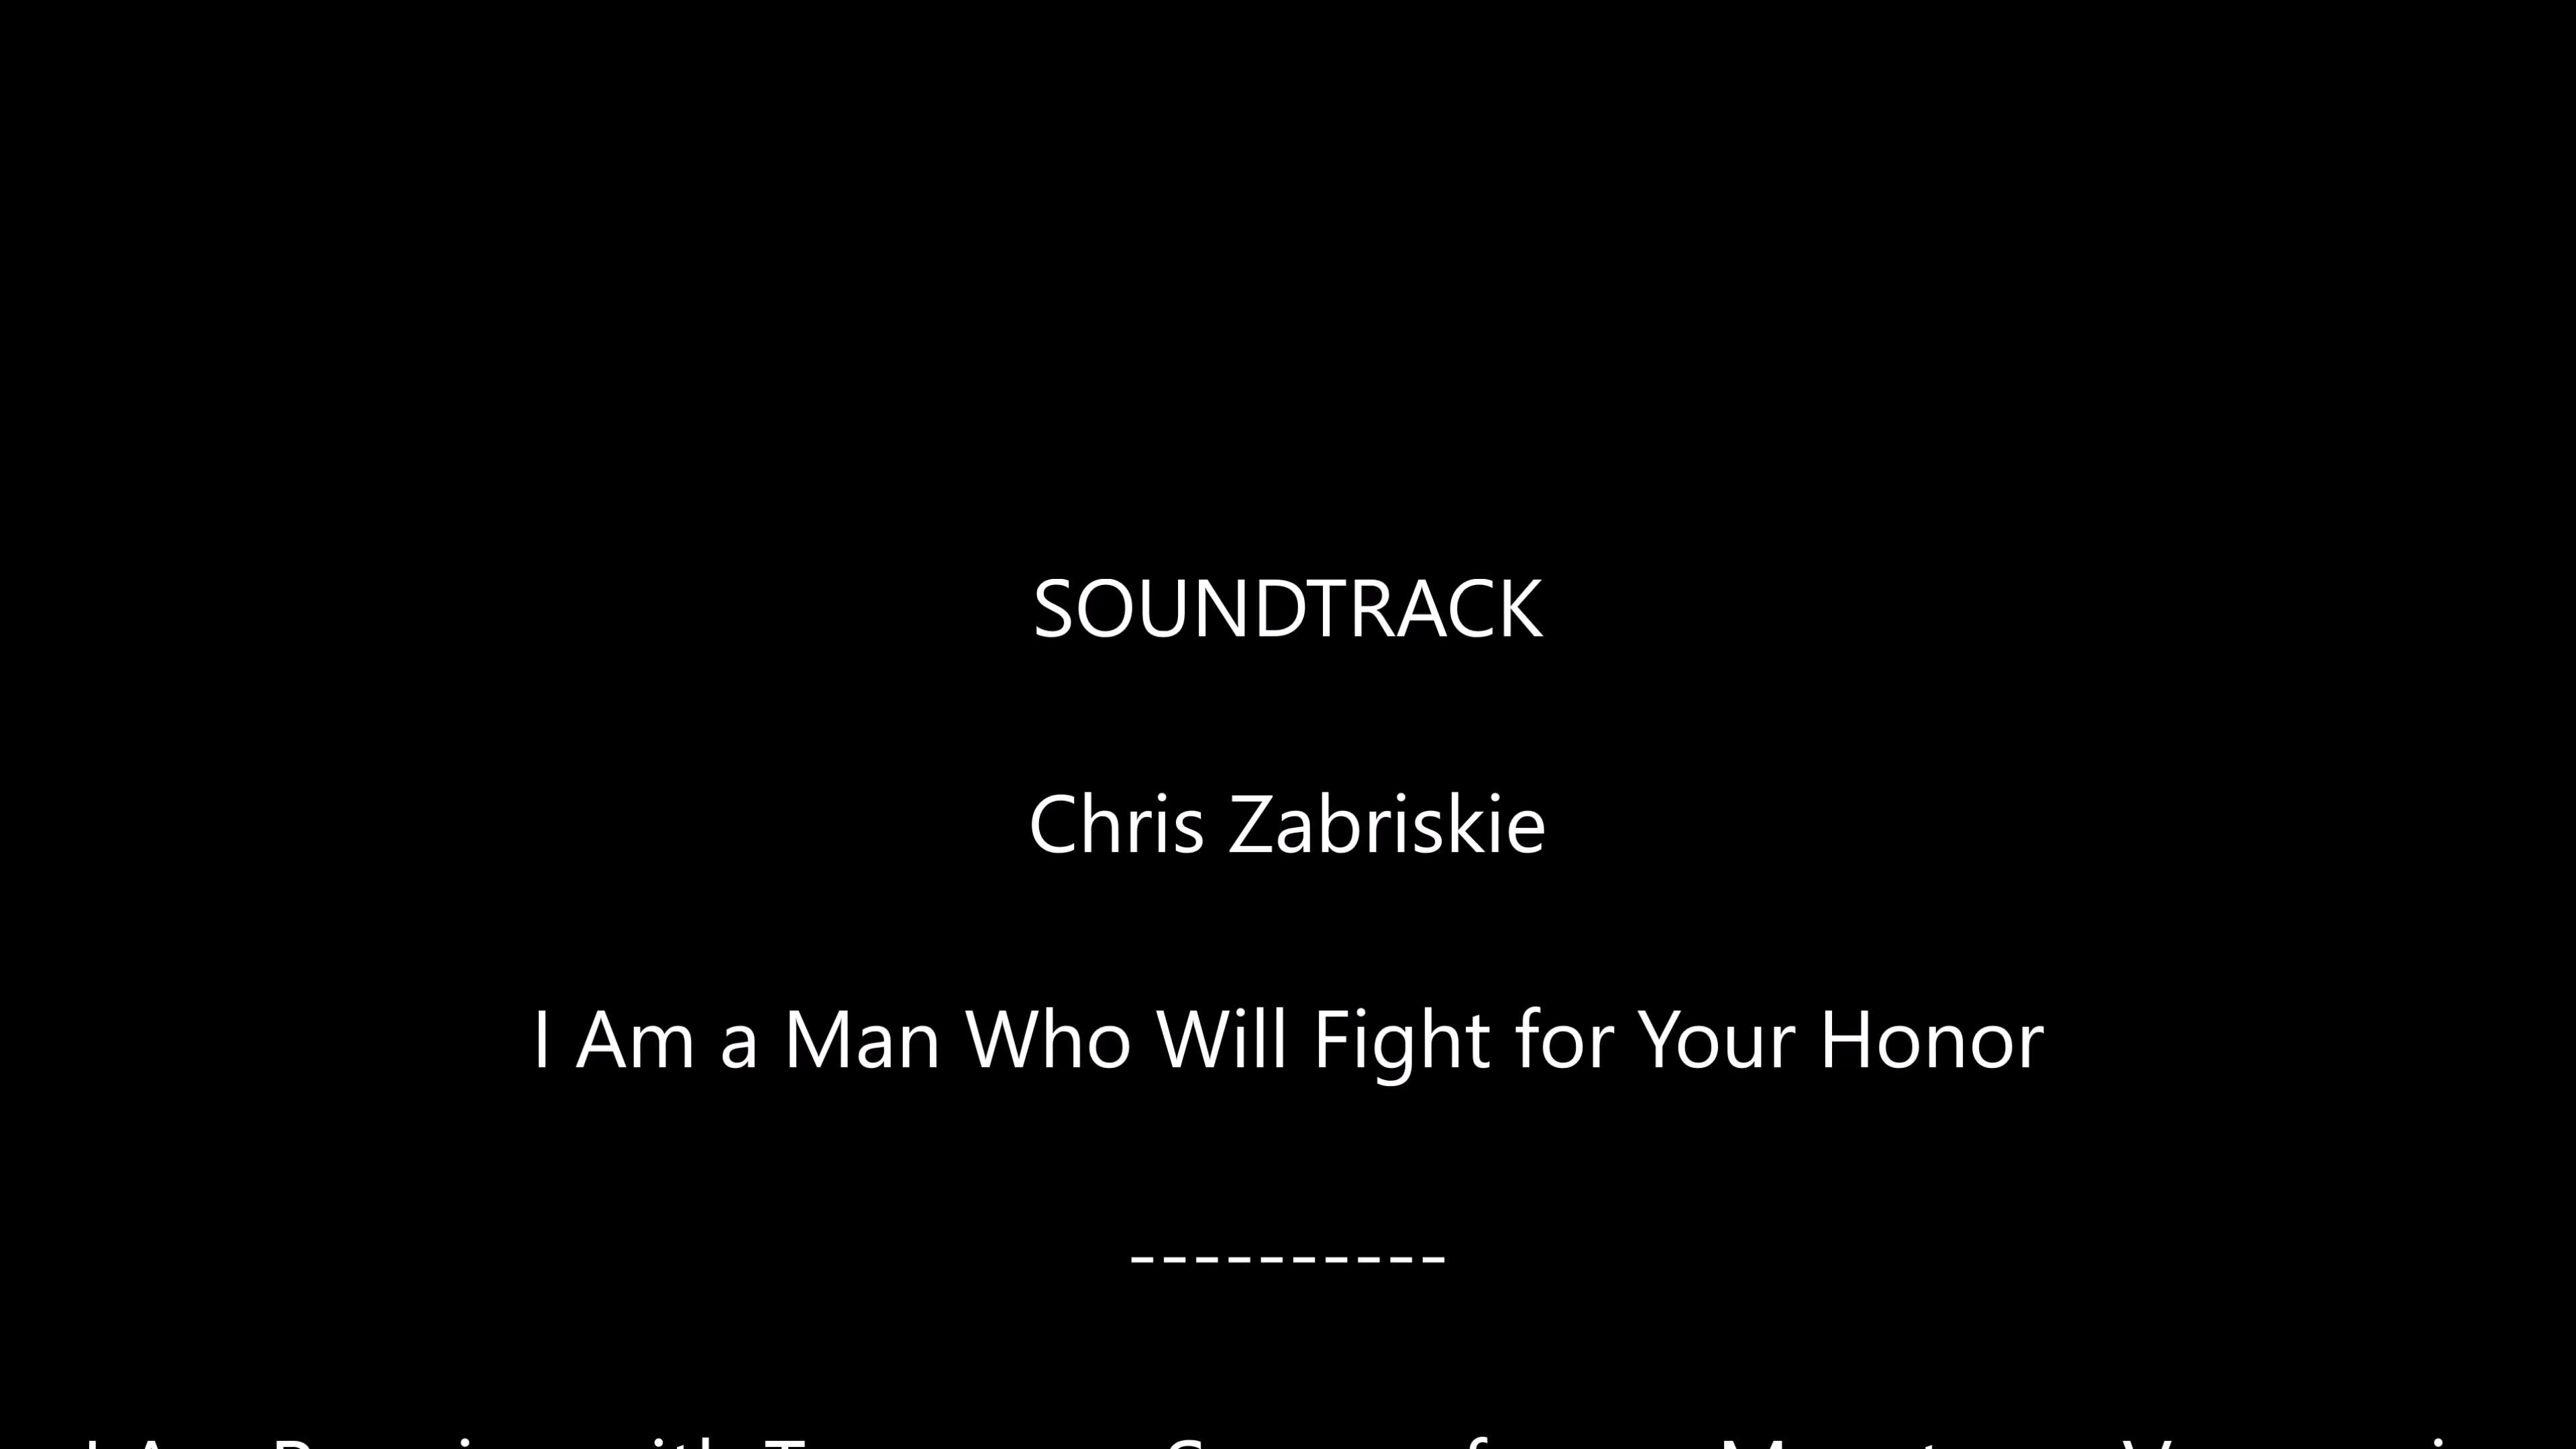 SOUNDTRACK
Chris Zabriskie
I Am a Man Who Will Fight for Your Honor
----------